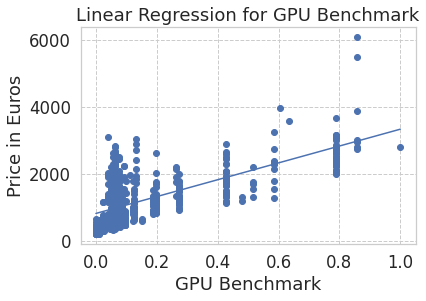 Linear Regression for GPU Benchmark
6000
4000
2000
0
Price in Euros
0.0 0.2 0.4 0.6 0.8 1.0
GPU Benchmark